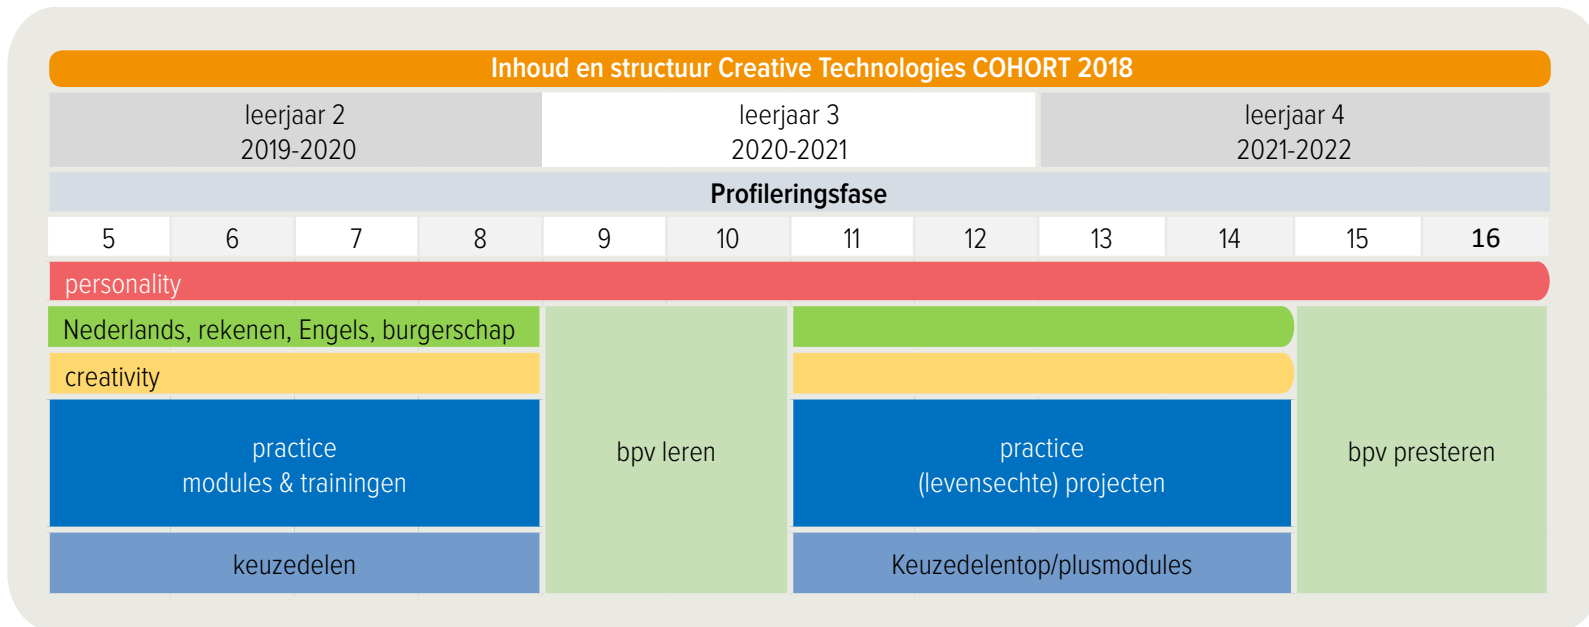 Inhoud en structuur Creative Technologies COHORT 2018
leerjaar 2
2019-2020
leerjaar 3
2020-2021
leerjaar 4
2021-2022
Profileringsfase
5 6 7 8 9 10 11 12 13 14 15 16
personality
Nederlands, rekenen, Engels, burgerschap
creativity
practice
modules & trainingen
bpv leren
practice
(levensechte) projecten
bpv presteren
keuzedelen
Keuzedelentop/plusmodules